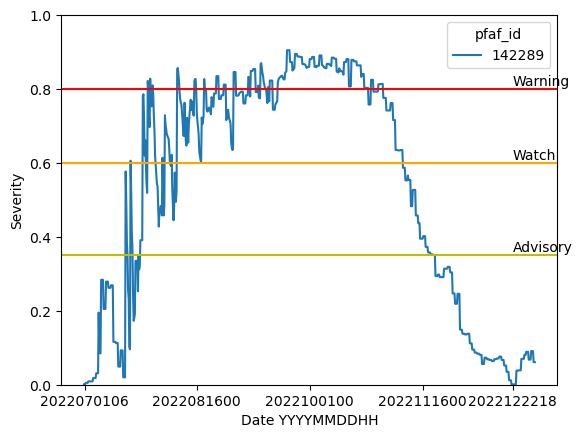 1.0
0.8
0.6
0.4
0.2
0.0
Severity
pfaf_id
142289
Warning
Watch
Advisory
2022070106 2022081600 2022100100 2022111600 2022122218
Date YYYYMMDDHH